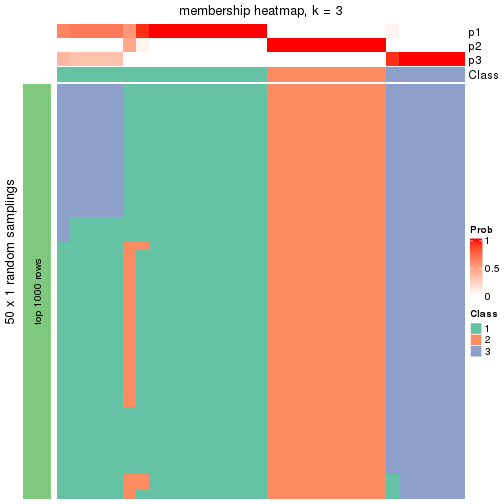 membership heatmap, k = 3
p1
p2
p3
Class
50 x 1 random samplings
top 1000 rows
Prob
1
0.5
0
Class
1
2
3